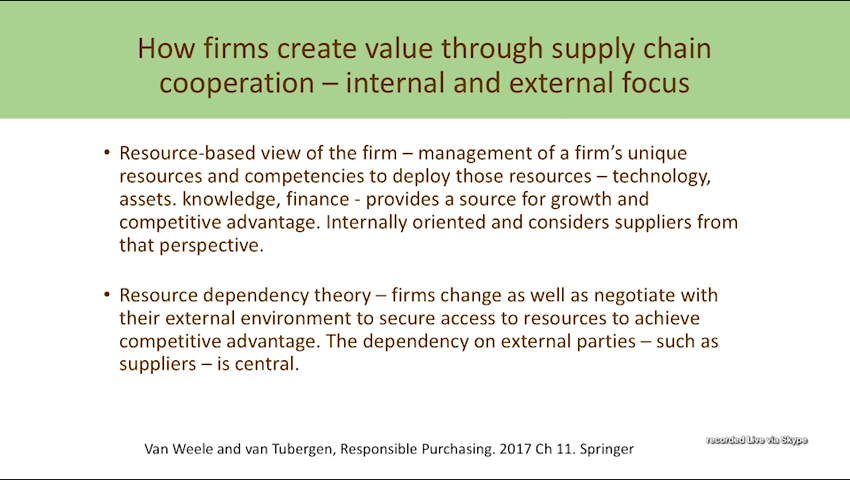 How firms create value through supply chain
cooperation – internal and external focus
• Resource-based view of the firm – management of a firm's unique
resources and competencies to deploy those resources – technology,
assets. knowledge, finance - provides a source for growth and
competitive advantage. Internally oriented and considers suppliers from
that perspective.
• Resource dependency theory – firms change as well as negotiate with
their external environment to secure access to resources to achieve
competitive advantage. The dependency on external parties – such as
suppliers – is central.
Van Weele and van Tubergen, Responsible Purchasing. 2017 Ch 11. Springer
recorded Live via Skype